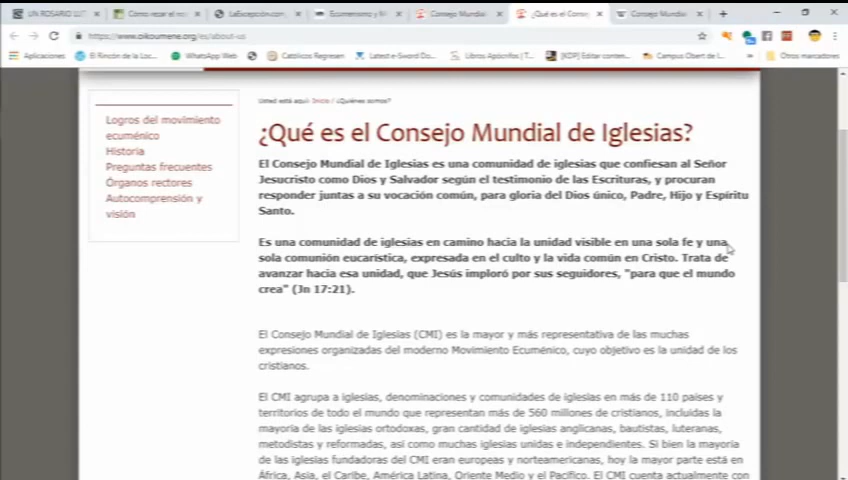 UN ROSARIO LUT
Cómo rezar el ros
LaExcepción.com
Ecumenismo y M
Consejo Mundial
¿Qué es el Conse
Consejo Mundial
https://www.oikoumene.org/es/about-us
Aplicaciones
El Rincón de la Loc
WhatsApp Web
Católicos Regresen
Latest e-Sword Do
Libros Apócrifos | T
[KDP] Editar conten
Campus Qbert de l
Otros marcadores
Usted está aquí: Inicio / ¿Quiénes somos?
Logros del movimiento
ecuménico
Historia
Preguntas frecuentes
Órganos rectores
Autocomprensión y
visión
¿Qué es el Consejo Mundial de Iglesias?
El Consejo Mundial de Iglesias es una comunidad de iglesias que confiesan al Señor
Jesucristo como Dios y Salvador según el testimonio de las Escrituras, y procuran
responder juntas a su vocación común, para gloria del Dios único, Padre, Hijo y Espíritu
Santo.
Es una comunidad de iglesias en camino hacia la unidad visible en una sola fe y una
sola comunión eucarística, expresada en el culto y la vida común en Cristo. Trata de
avanzar hacia esa unidad, que Jesús imploró por sus seguidores, "para que el mundo
crea" (Jn 17:21).
El Consejo Mundial de Iglesias (CMI) es la mayor y más representativa de las muchas
expresiones organizadas del moderno Movimiento Ecuménico, cuyo objetivo es la unidad de los
cristianos.
El CMI agrupa a iglesias, denominaciones y comunidades de iglesias en más de 110 países y
territorios de todo el mundo que representan más de 560 millones de cristianos, incluidas la
mayoría de las iglesias ortodoxas, gran cantidad de iglesias anglicanas, bautistas, luteranas,
metodistas y reformadas, así como muchas iglesias unidas e independientes. Si bien la mayoría
de las iglesias fundadoras del CMI eran europeas y norteamericanas, hoy la mayor parte está en
África, Asia, el Caribe, América Latina, Oriente Medio y el Pacífico. El CMI cuenta actualmente con